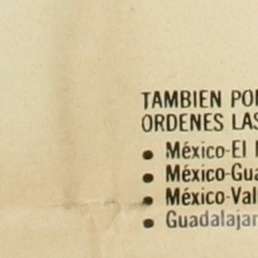 TAMBIEN PO
ORDENES LAS
• México-El
• México-Gua
• México-Val
• Guadalajar